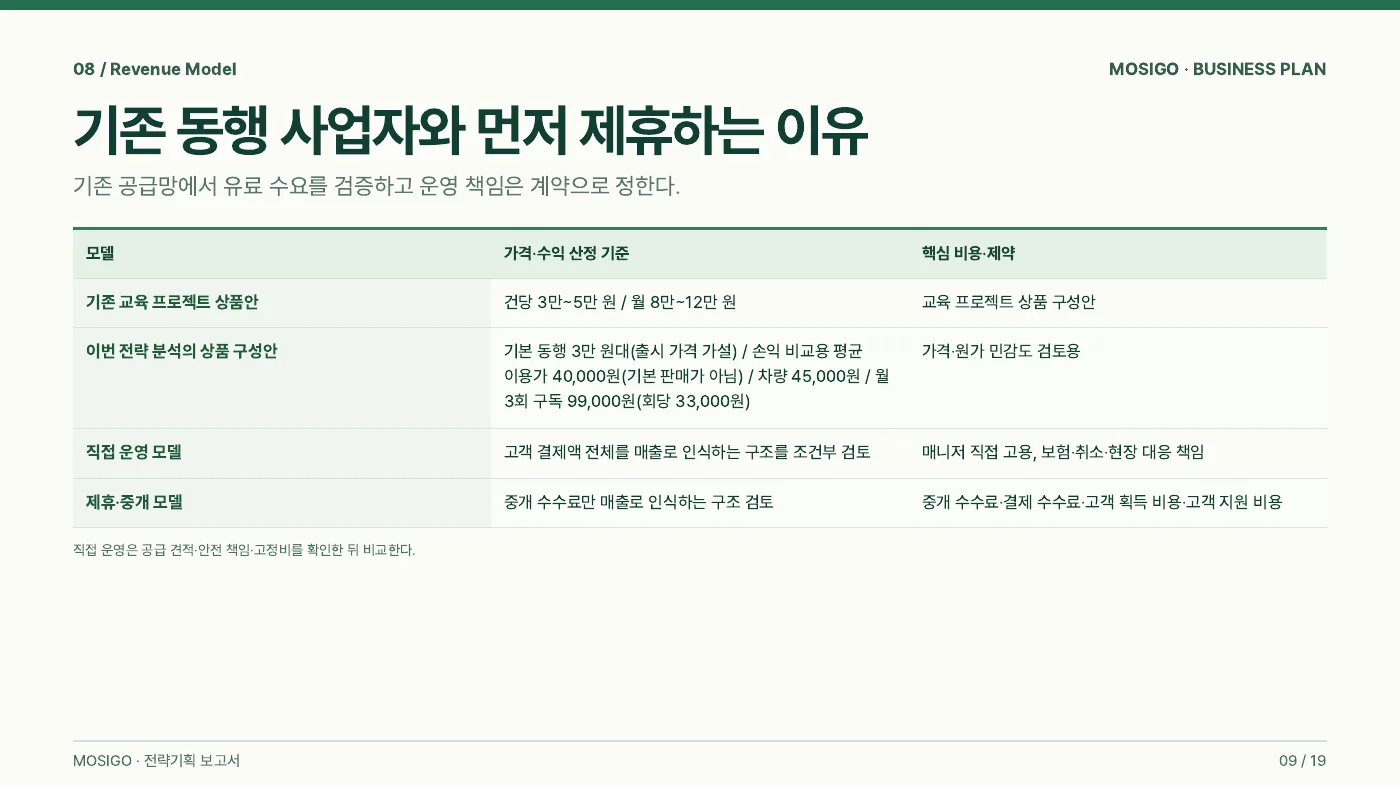 08 / Revenue Model
MOSIGO · BUSINESS PLAN
기존 동행 사업자와 먼저 제휴하는 이유
기존 공급망에서 유료 수요를 검증하고 운영 책임은 계약으로 정한다.
모델
가격·수익 산정 기준
핵심 비용·제약
기존 교육 프로젝트 상품안
건당 3만~5만 원 / 월 8만~12만 원
교육 프로젝트 상품 구성안
이번 전략 분석의 상품 구성안
기본 동행 3만 원대(출시 가격 가설) / 손익 비교용 평균
이용가 40,000원(기본 판매가 아님) / 차량 45,000원 / 월
3회 구독 99,000원(회당 33,000원)
가격·원가 민감도 검토용
직접 운영 모델
고객 결제액 전체를 매출로 인식하는 구조를 조건부 검토
매니저 직접 고용, 보험·취소·현장 대응 책임
제휴·중개 모델
중개 수수료만 매출로 인식하는 구조 검토
중개 수수료·결제 수수료·고객 획득 비용·고객 지원 비용
직접 운영은 공급 견적·안전 책임·고정비를 확인한 뒤 비교한다.
MOSIGO · 전략기획 보고서
09 / 19